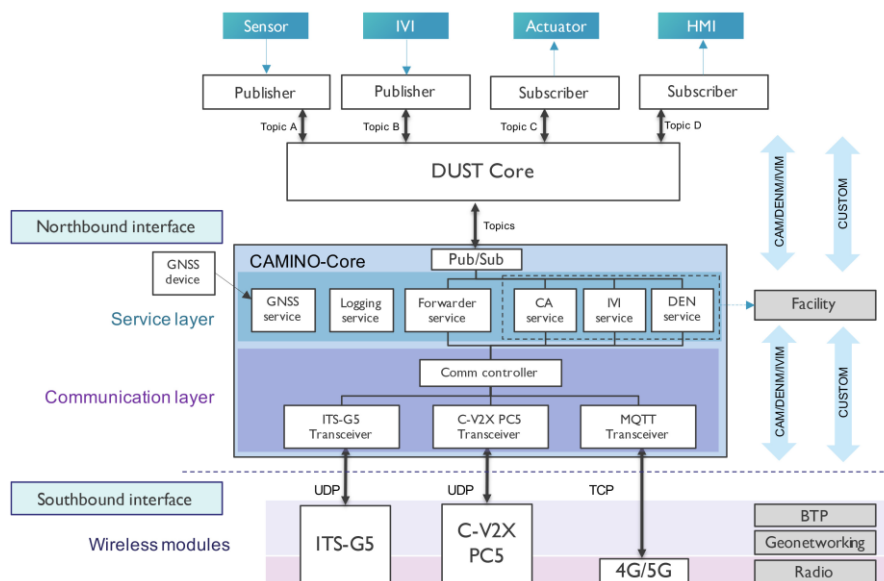 Sensor
IVI
Actuator
HMI
Publisher
Publisher
Subscriber
Subscriber
Topic A
Topic B
Topic C
Topic D
DUST Core
CAM/DENM/IVIM
CUSTOM
Northbound interface
Topics
CAMINO-Core
Pub/Sub
GNSS
device
GNSS
service
Logging
service
Forwarder
service
CA
service
IVI
service
DEN
service
Facility
Service layer
Comm controller
Communication layer
ITS-G5
Transceiver
C-V2X PC5
Transceiver
MQTT
Transceiver
CAM/DENM/IVIM
CUSTOM
Southbound interface
UDP
UDP
TCP
Wireless modules
ITS-G5
C-V2X
PC5
4G/5G
BTP
Geonetworking
Radio